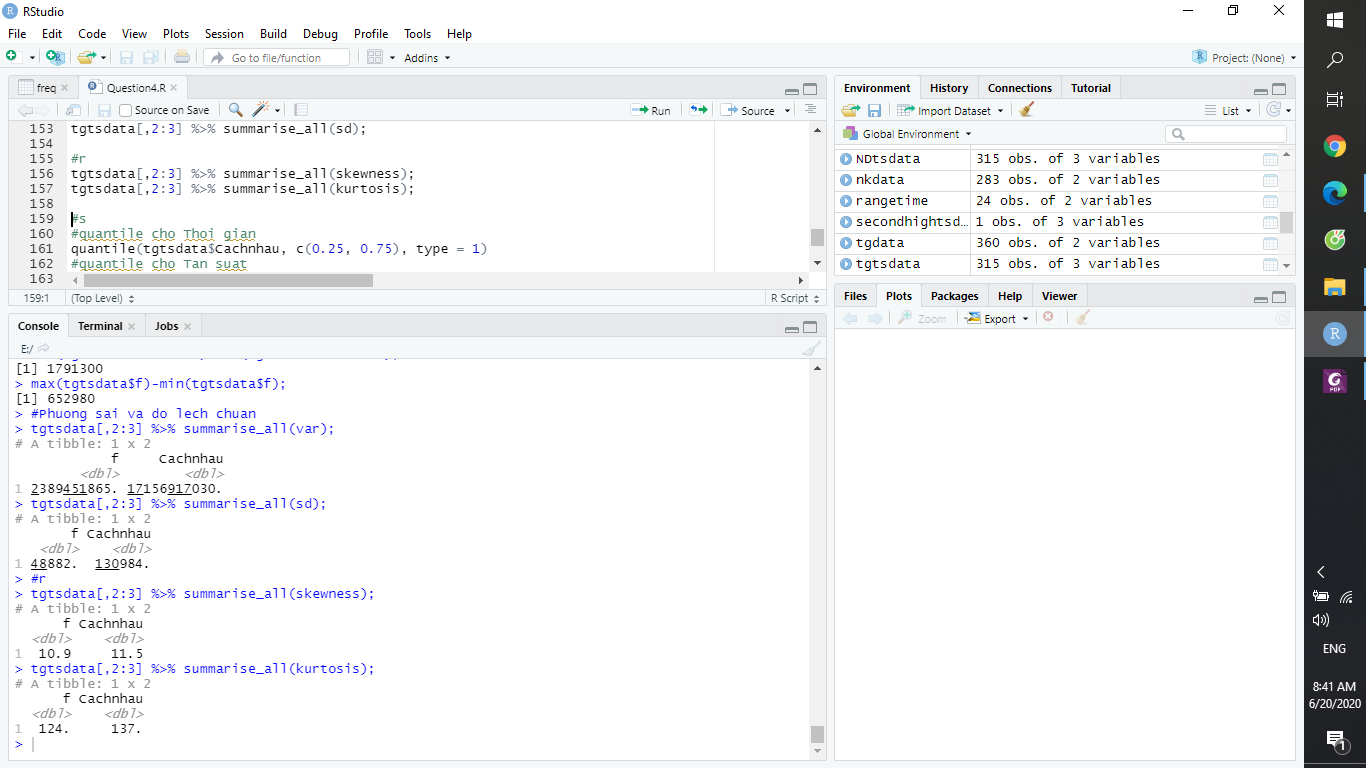 RStudio
File Edit Code View Plots Session Build Debug Profile Tools Help
Go to file/function Addins Project: (None)
freq Question4.R
Source on Save Run Source
153 tgtsdata[,2:3] %>% summarise_all(sd);
154
155 #r
156 tgtsdata[,2:3] %>% summarise_all(skewness);
157 tgtsdata[,2:3] %>% summarise_all(kurtosis);
158
159 #s
160 #quantile cho Thoi gian
161 quantile(tgtsdata$Cachnhau, c(0.25, 0.75), type = 1)
162 #quantile cho Tan suat
163
159:1 (Top Level) R Script
Console Terminal Jobs
E:/
[1] 1791300
> max(tgtsdata$f)-min(tgtsdata$f);
[1] 652980
> #Phuong sai va do lech chuan
> tgtsdata[,2:3] %>% summarise_all(var);
# A tibble: 1 x 2
f Cachnhau
<dbl> <dbl>
1 2389451865. 17156917030.
> tgtsdata[,2:3] %>% summarise_all(sd);
# A tibble: 1 x 2
f Cachnhau
<dbl> <dbl>
1 48882. 130984.
> #r
> tgtsdata[,2:3] %>% summarise_all(skewness);
# A tibble: 1 x 2
f Cachnhau
<dbl> <dbl>
1 10.9 11.5
> tgtsdata[,2:3] %>% summarise_all(kurtosis);
# A tibble: 1 x 2
f Cachnhau
<dbl> <dbl>
1 124. 137.
>
Environment History Connections Tutorial
Import Dataset List
Global Environment
NDtsdata 315 obs. of 3 variables
nkdata 283 obs. of 2 variables
rangetime 24 obs. of 2 variables
secondhightsd… 1 obs. of 3 variables
tgdata 360 obs. of 2 variables
tgtsdata 315 obs. of 3 variables
Files Plots Packages Help Viewer
Zoom Export
PDF
ENG
8:41 AM
6/20/2020
1